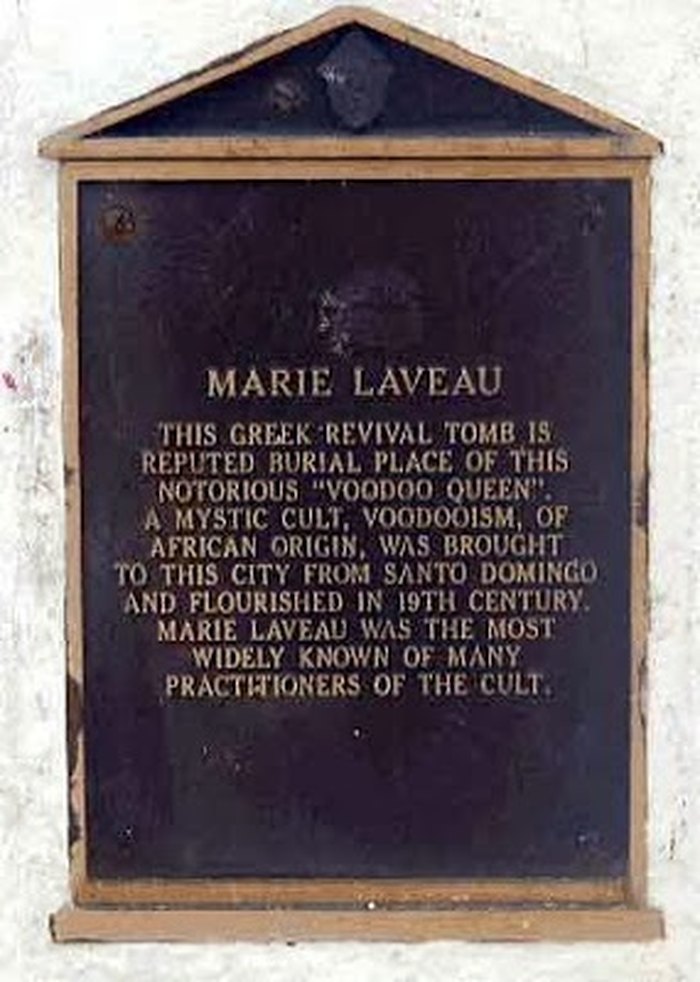 MARIE LAVEAU
THIS GREEK REVIVAL TOMB IS
REPUTED BURIAL PLACE OF THIS
NOTORIOUS "VOODOO QUEEN".
A MYSTIC CULT, VOODOOISM, OF
AFRICAN ORIGIN, WAS BROUGHT
TO THIS CITY FROM SANTO DOMINGO
AND FLOURISHED IN 19TH CENTURY.
MARIE LAVEAU WAS THE MOST
WIDELY KNOWN OF MANY
PRACTITIONERS OF THE CULT.